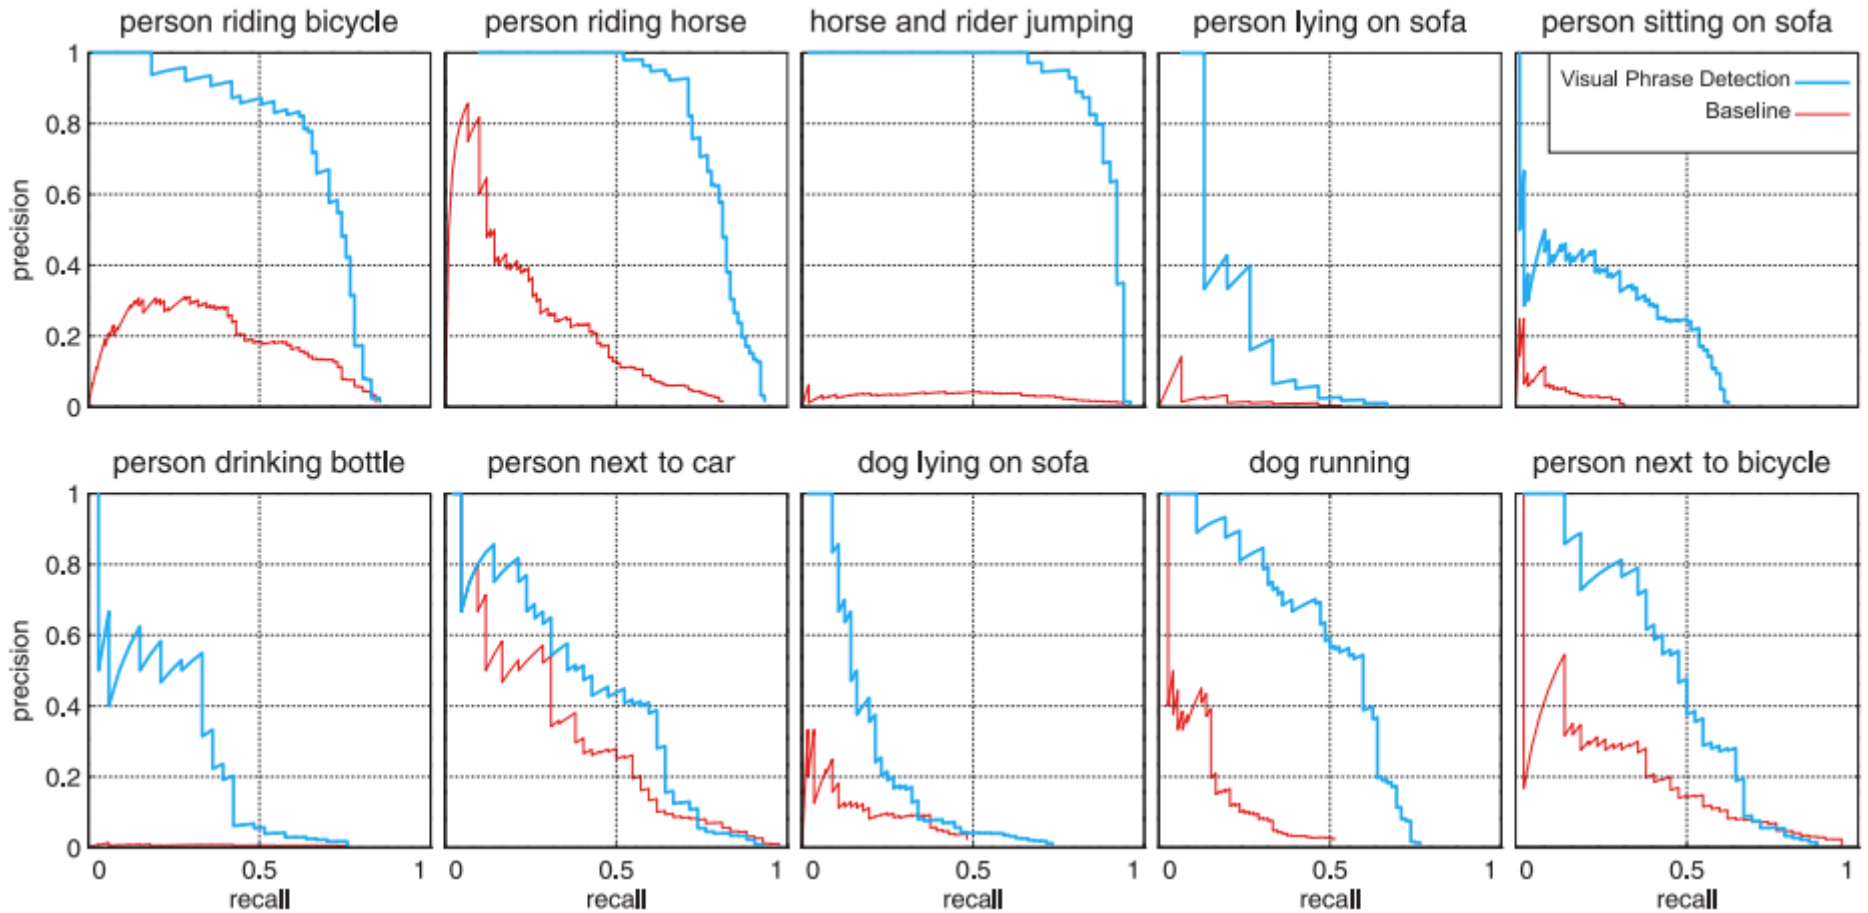 person riding bicycle
person riding horse
horse and rider jumping
person lying on sofa
person sitting on sofa
Visual Phrase Detection
Baseline
precision
1
0.8
0.6
0.4
0.2
0
person drinking bottle
person next to car
dog lying on sofa
dog running
person next to bicycle
precision
1
0.8
0.6
0.4
0.2
0
0 0.5 1
0 0.5 1
0 0.5 1
0 0.5 1
0 0.5 1
recall
recall
recall
recall
recall